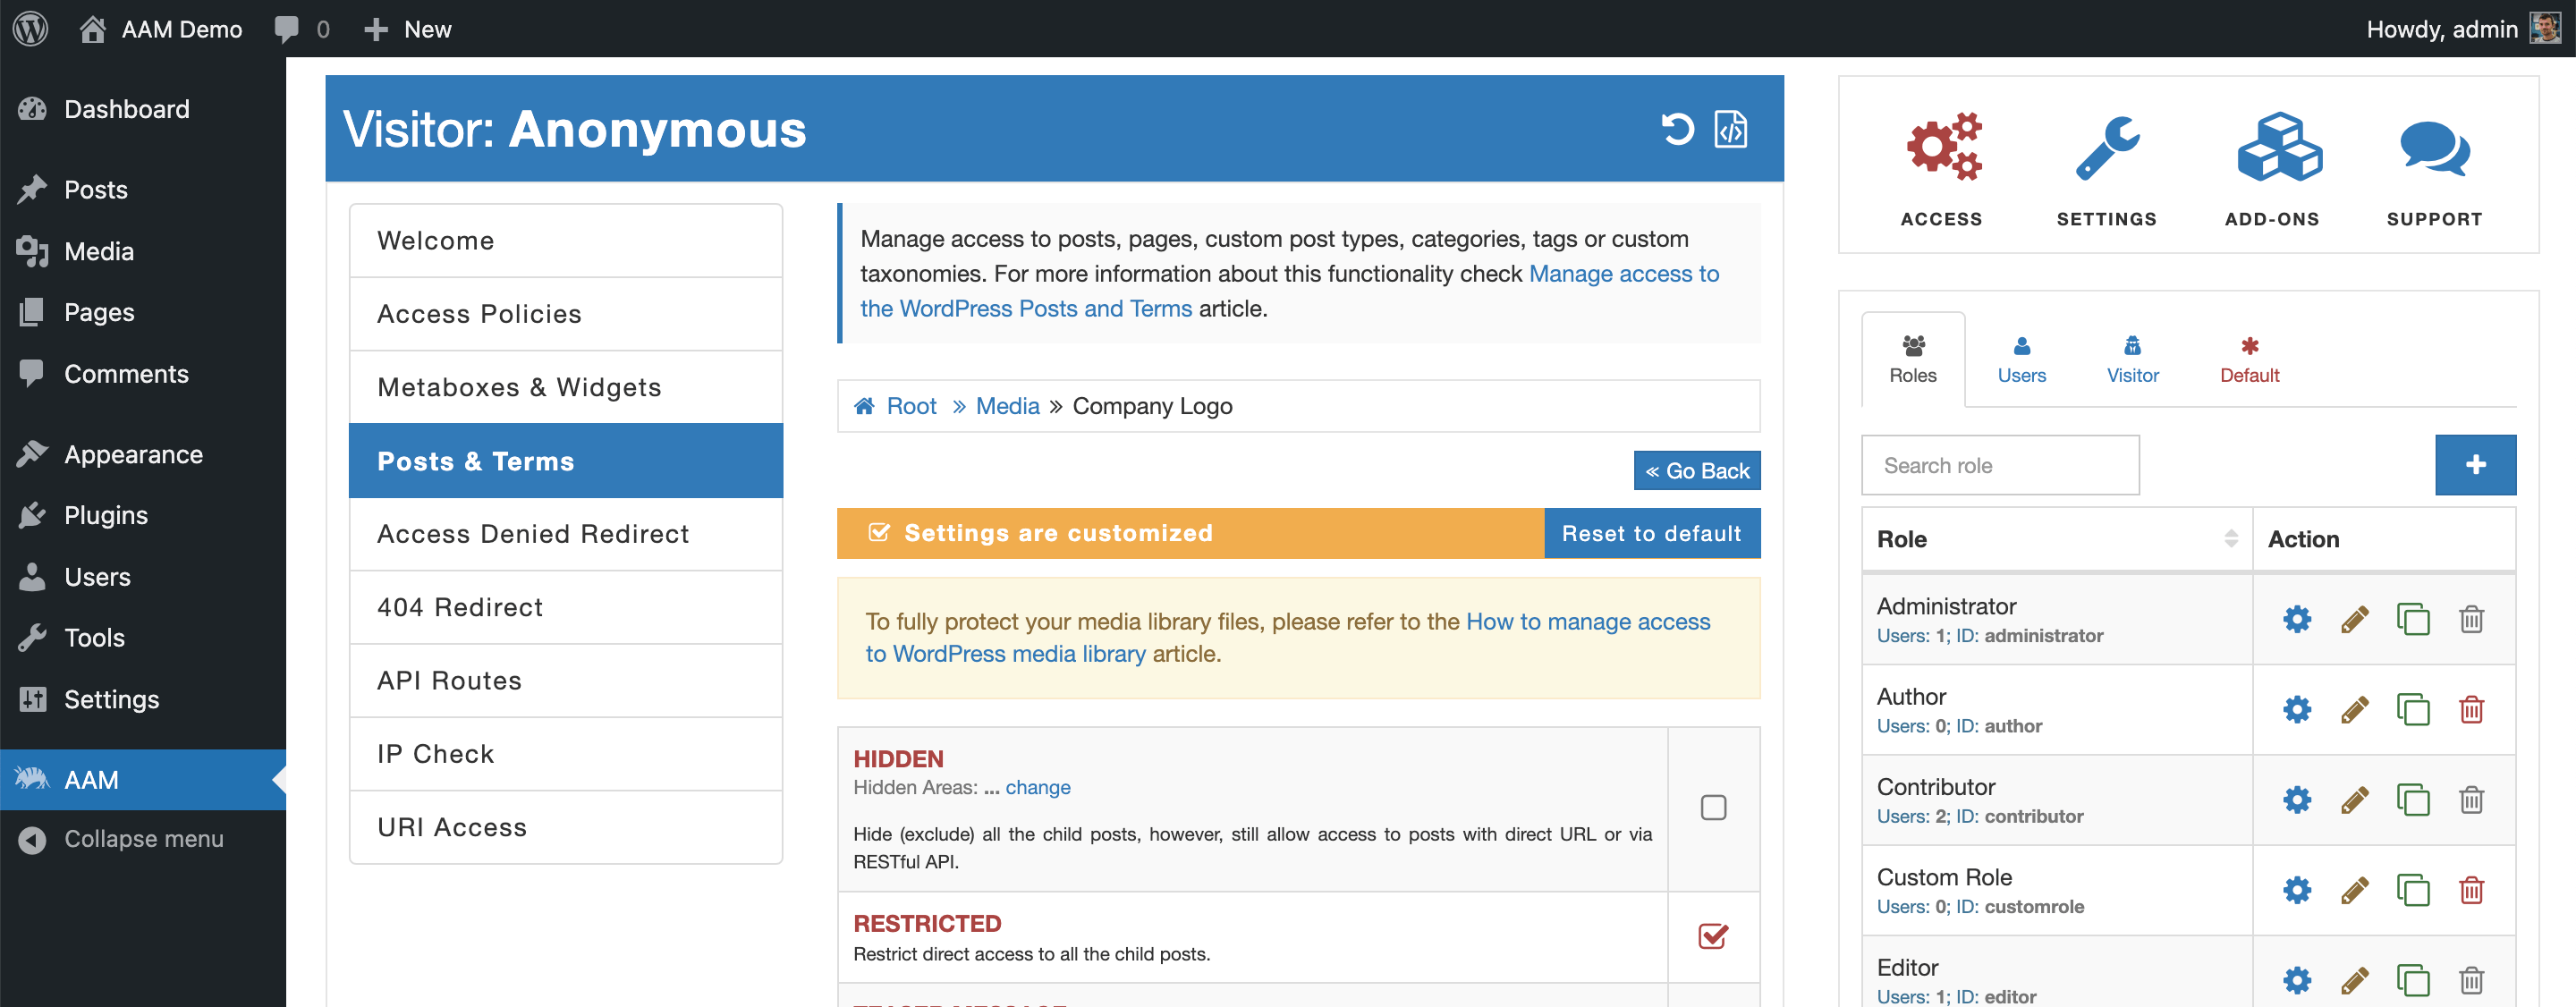 AAM Demo
0
New
Howdy, admin
Dashboard
Posts
Media
Pages
Comments
Appearance
Plugins
Users
Tools
Settings
AAM
Collapse menu
Visitor: Anonymous
Welcome
Access Policies
Metaboxes & Widgets
Posts & Terms
Access Denied Redirect
404 Redirect
API Routes
IP Check
URI Access
Manage access to posts, pages, custom post types, categories, tags or custom
taxonomies. For more information about this functionality check Manage access to
the WordPress Posts and Terms article.
Root » Media » Company Logo
« Go Back
Settings are customized
Reset to default
To fully protect your media library files, please refer to the How to manage access
to WordPress media library article.
HIDDEN
Hidden Areas: ... change
Hide (exclude) all the child posts, however, still allow access to posts with direct URL or via
RESTful API.
RESTRICTED
Restrict direct access to all the child posts.
TEASER MESSAGE
ACCESS
SETTINGS
ADD-ONS
SUPPORT
Roles
Users
Visitor
Default
Search role
Role
Action
Administrator
Users: 1; ID: administrator
Author
Users: 0; ID: author
Contributor
Users: 2; ID: contributor
Custom Role
Users: 0; ID: customrole
Editor
Users: 1; ID: editor